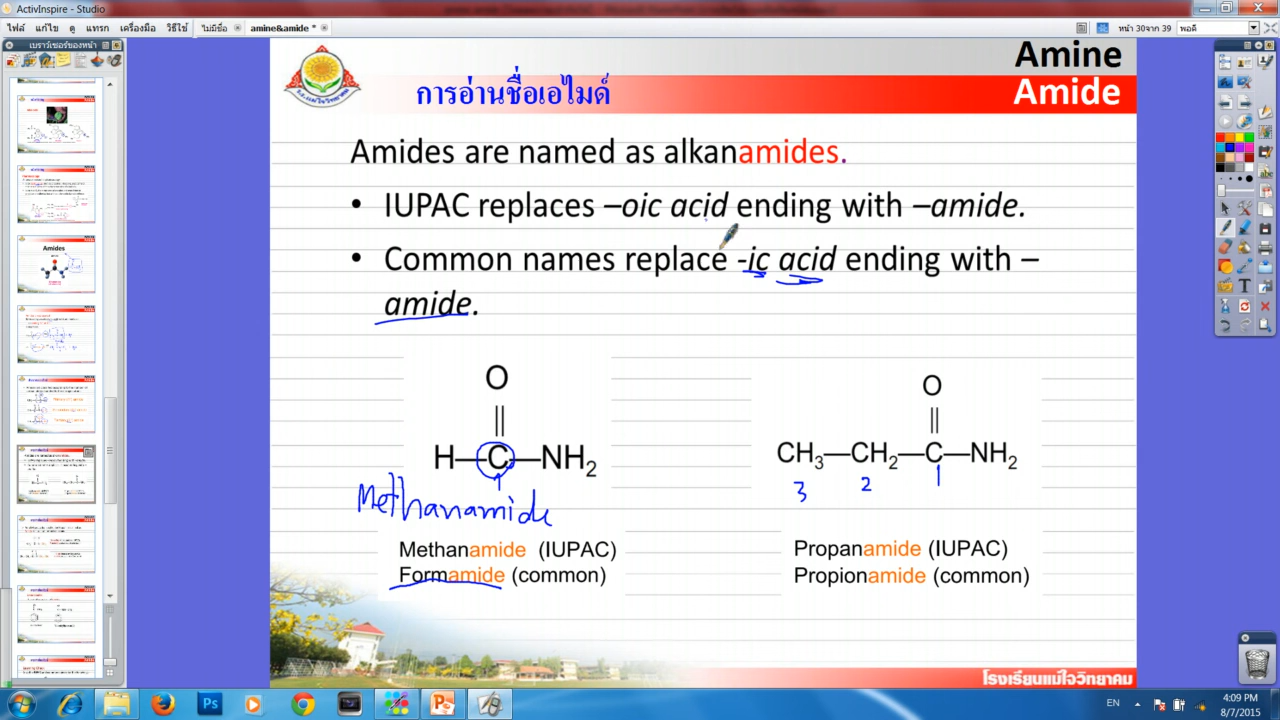 ActivInspire - Studio
ไฟล์ แก้ไข ดู แทรก เครื่องมือ วิธีใช้
ไม่มีชื่อ
amine&amide *
หน้า 30จาก 39
พอดี
เบราว์เซอร์ของหน้า
Amine
การอ่านชื่อเอไมด์
Amide
Amides are named as alkanamides.
• IUPAC replaces –oic acid ending with –amide.
• Common names replace -ic acid ending with –
amide.
O
H—C—NH2
Methanamide
Methanamide (IUPAC)
Formamide (common)
O
CH3—CH2—C—NH2
3 2 1
Propanamide (IUPAC)
Propionamide (common)
โรงเรียนแม่ใจวิทยาคม
Amides
EN
4:09 PM
8/7/2015